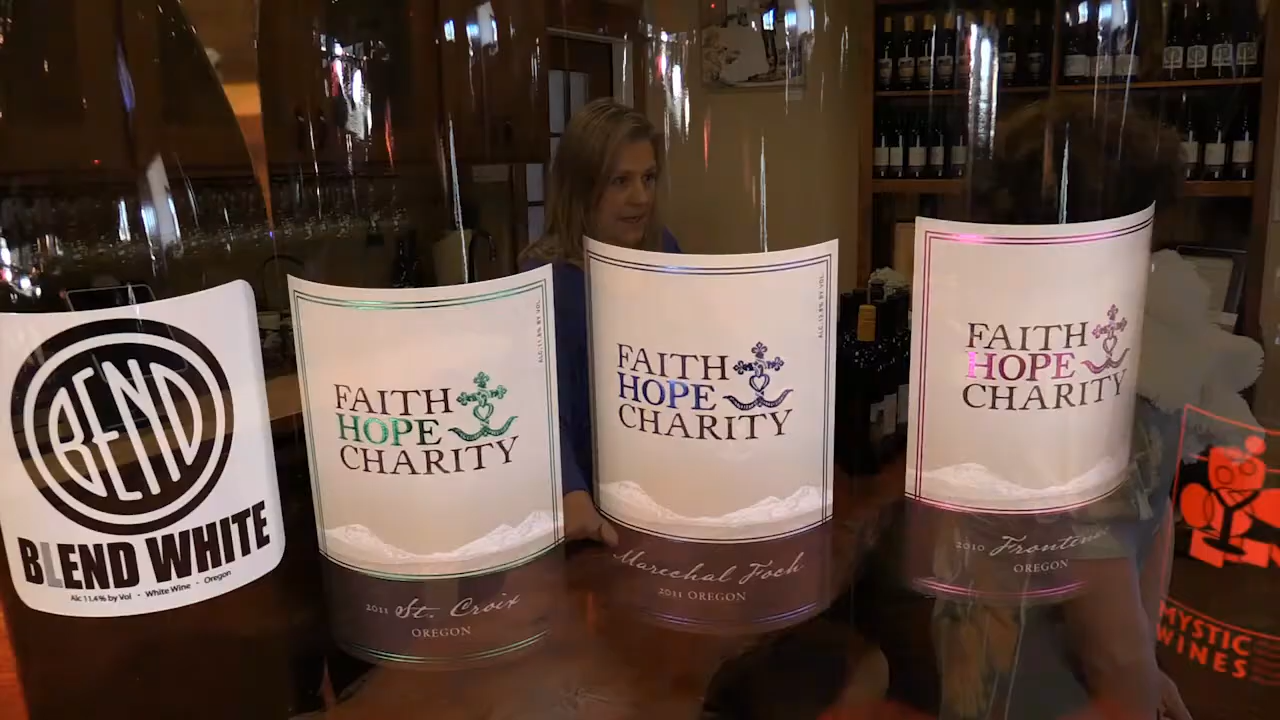 BEND
BLEND WHITE
Alc 11.4% by Vol - White Wine - Oregon
FAITH
HOPE
CHARITY
2011 St. Croix
OREGON
FAITH
HOPE
CHARITY
Marechal Foch
2011 OREGON
FAITH
HOPE
CHARITY
2010
OREGON
MYSTIC
WINES